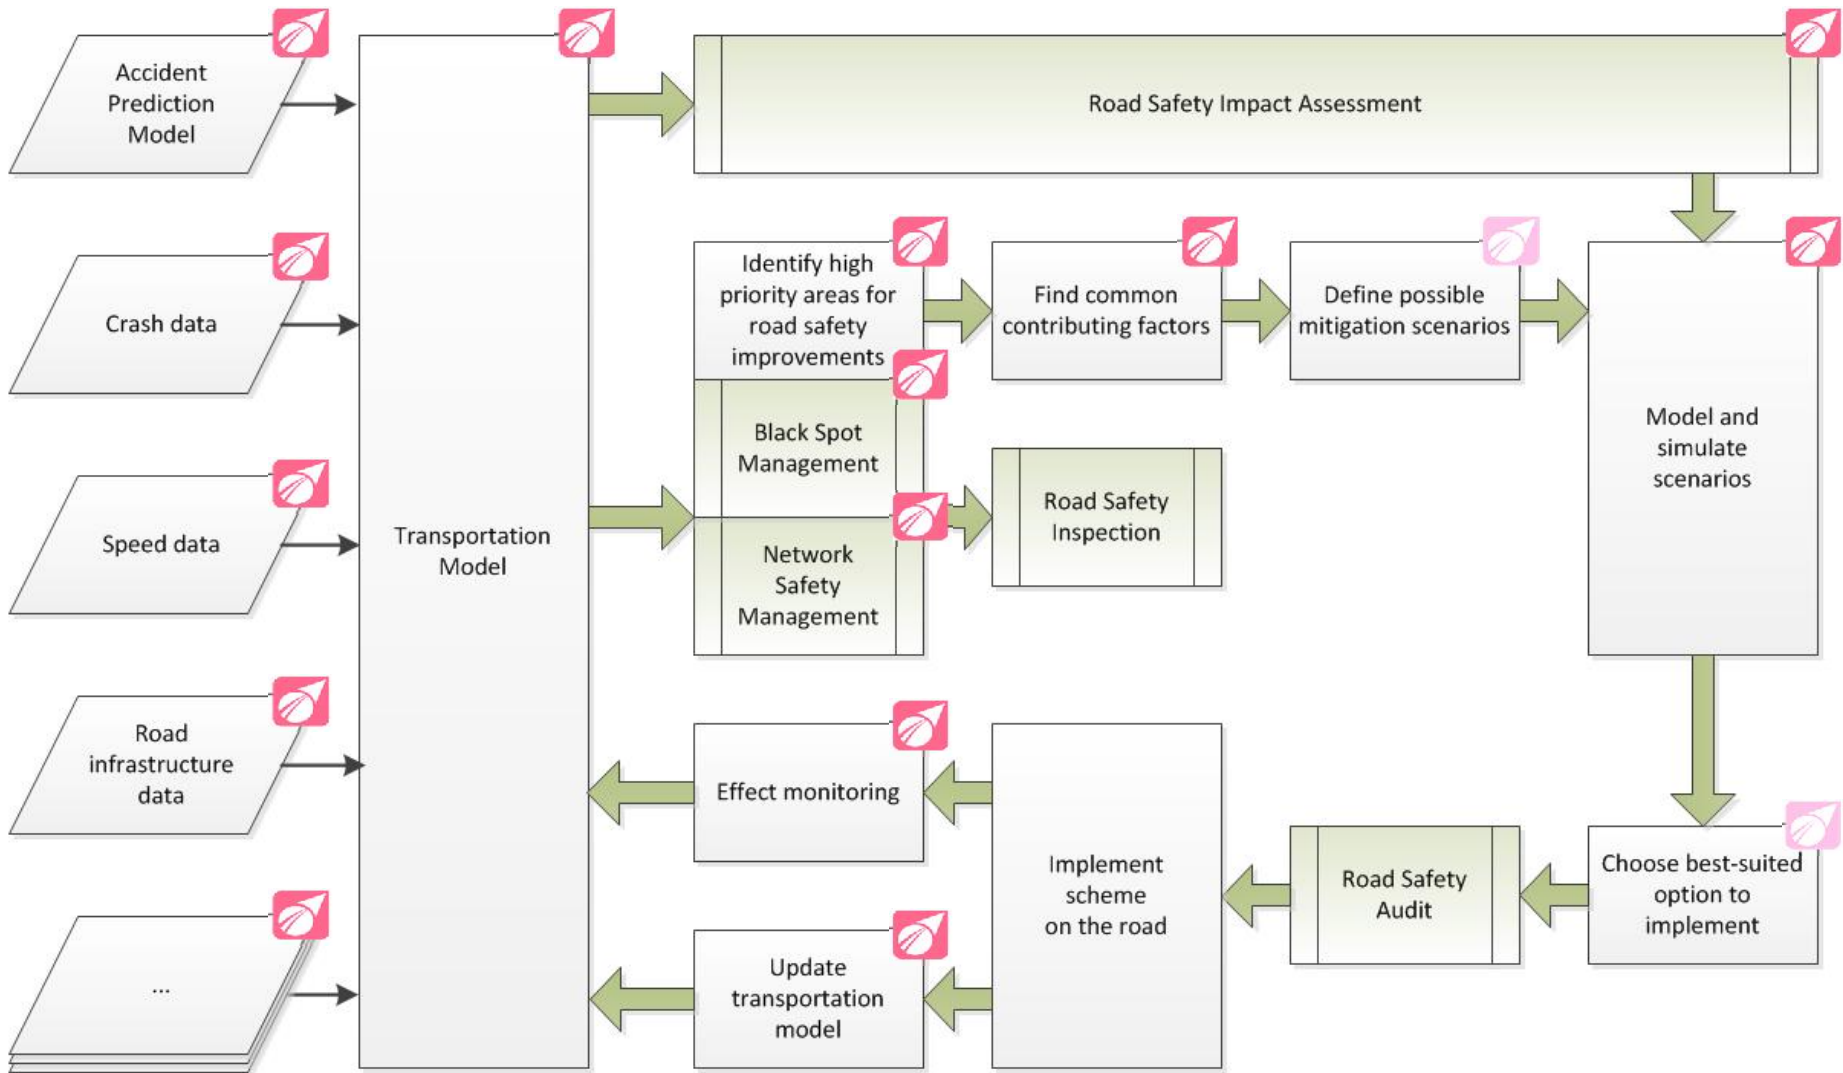 Accident
Prediction
Model
Crash data
Speed data
Road
infrastructure
data
...
Transportation
Model
Road Safety Impact Assessment
Identify high
priority areas for
road safety
improvements
Find common
contributing factors
Define possible
mitigation scenarios
Model and
simulate
scenarios
Black Spot
Management
Network
Safety
Management
Road Safety
Inspection
Effect monitoring
Update
transportation
model
Implement
scheme
on the road
Road Safety
Audit
Choose best-suited
option to
implement